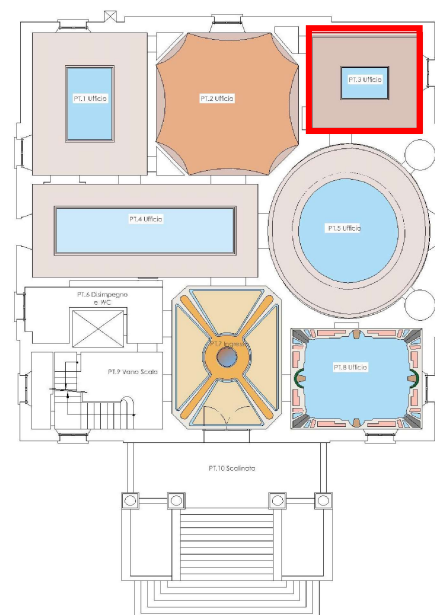 PT.1 Ufficio
PT.2 Ufficio
PT.3 Ufficio
PT.4 Ufficio
PT.5 Ufficio
PT.6 Disimpegno
e WC
PT.7 Ingresso
PT.8 Ufficio
PT.9 Vano Scala
PT.10 Scalinata